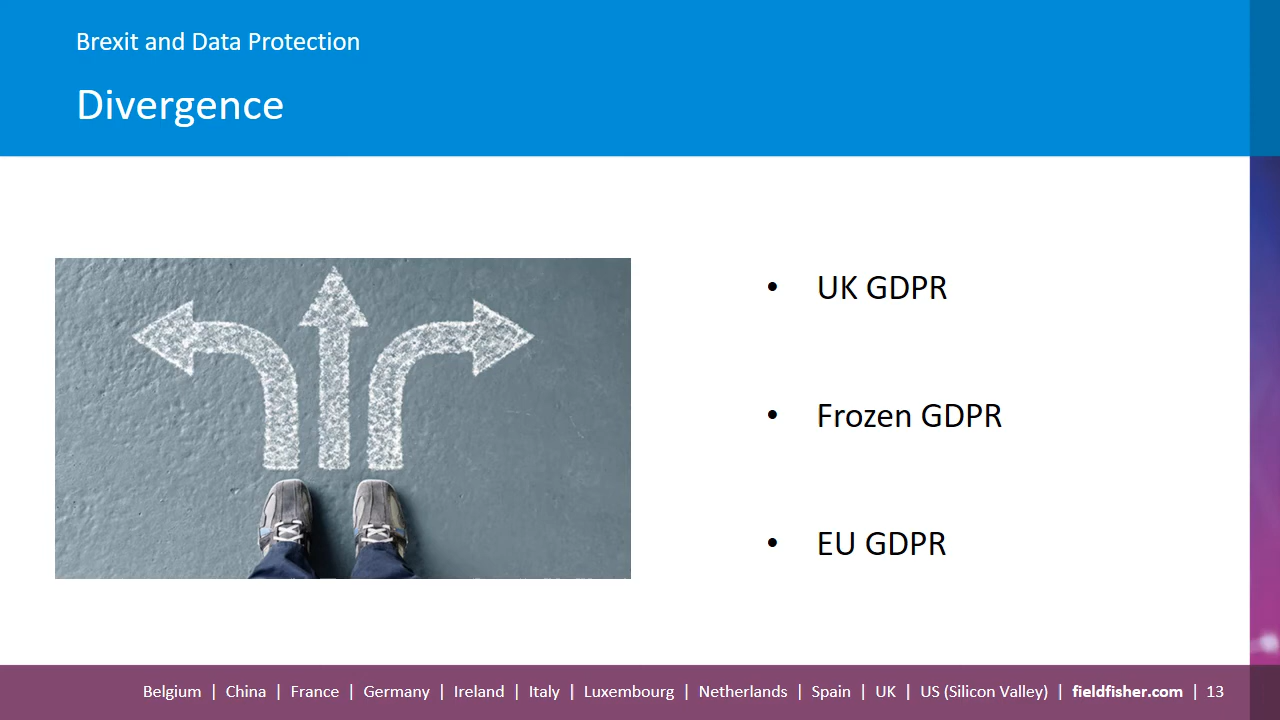 Brexit and Data Protection
Divergence
• UK GDPR
• Frozen GDPR
• EU GDPR
Belgium | China | France | Germany | Ireland | Italy | Luxembourg | Netherlands | Spain | UK | US (Silicon Valley) | fieldfisher.com | 13